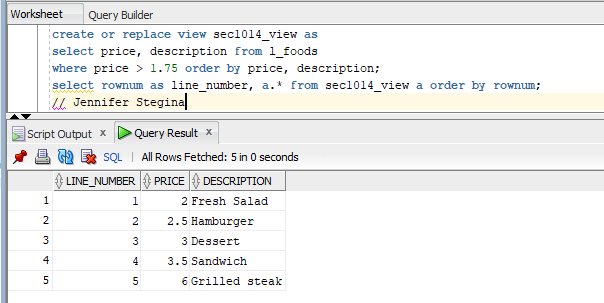 Worksheet Query Builder
create or replace view sec1014_view as
select price, description from l_foods
where price > 1.75 order by price, description;
select rownum as line_number, a.* from sec1014_view a order by rownum;
// Jennifer Stegina
Script Output x Query Result x
SQL | All Rows Fetched: 5 in 0 seconds
LINE_NUMBER PRICE DESCRIPTION
1 1 2 Fresh Salad
2 2 2.5 Hamburger
3 3 3 Dessert
4 4 3.5 Sandwich
5 5 6 Grilled steak